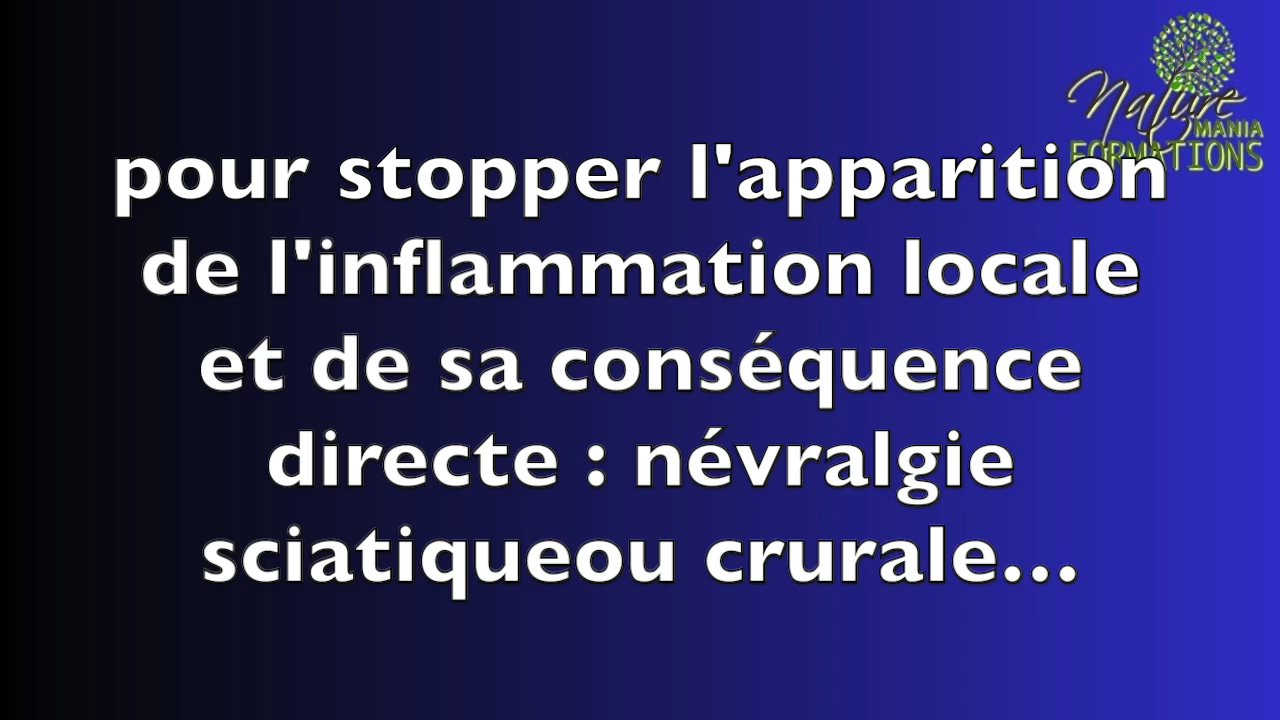 Nature
MANIA
FORMATIONS
pour stopper l'apparition
de l'inflammation locale
et de sa conséquence
directe : névralgie
sciatiqueou crurale...